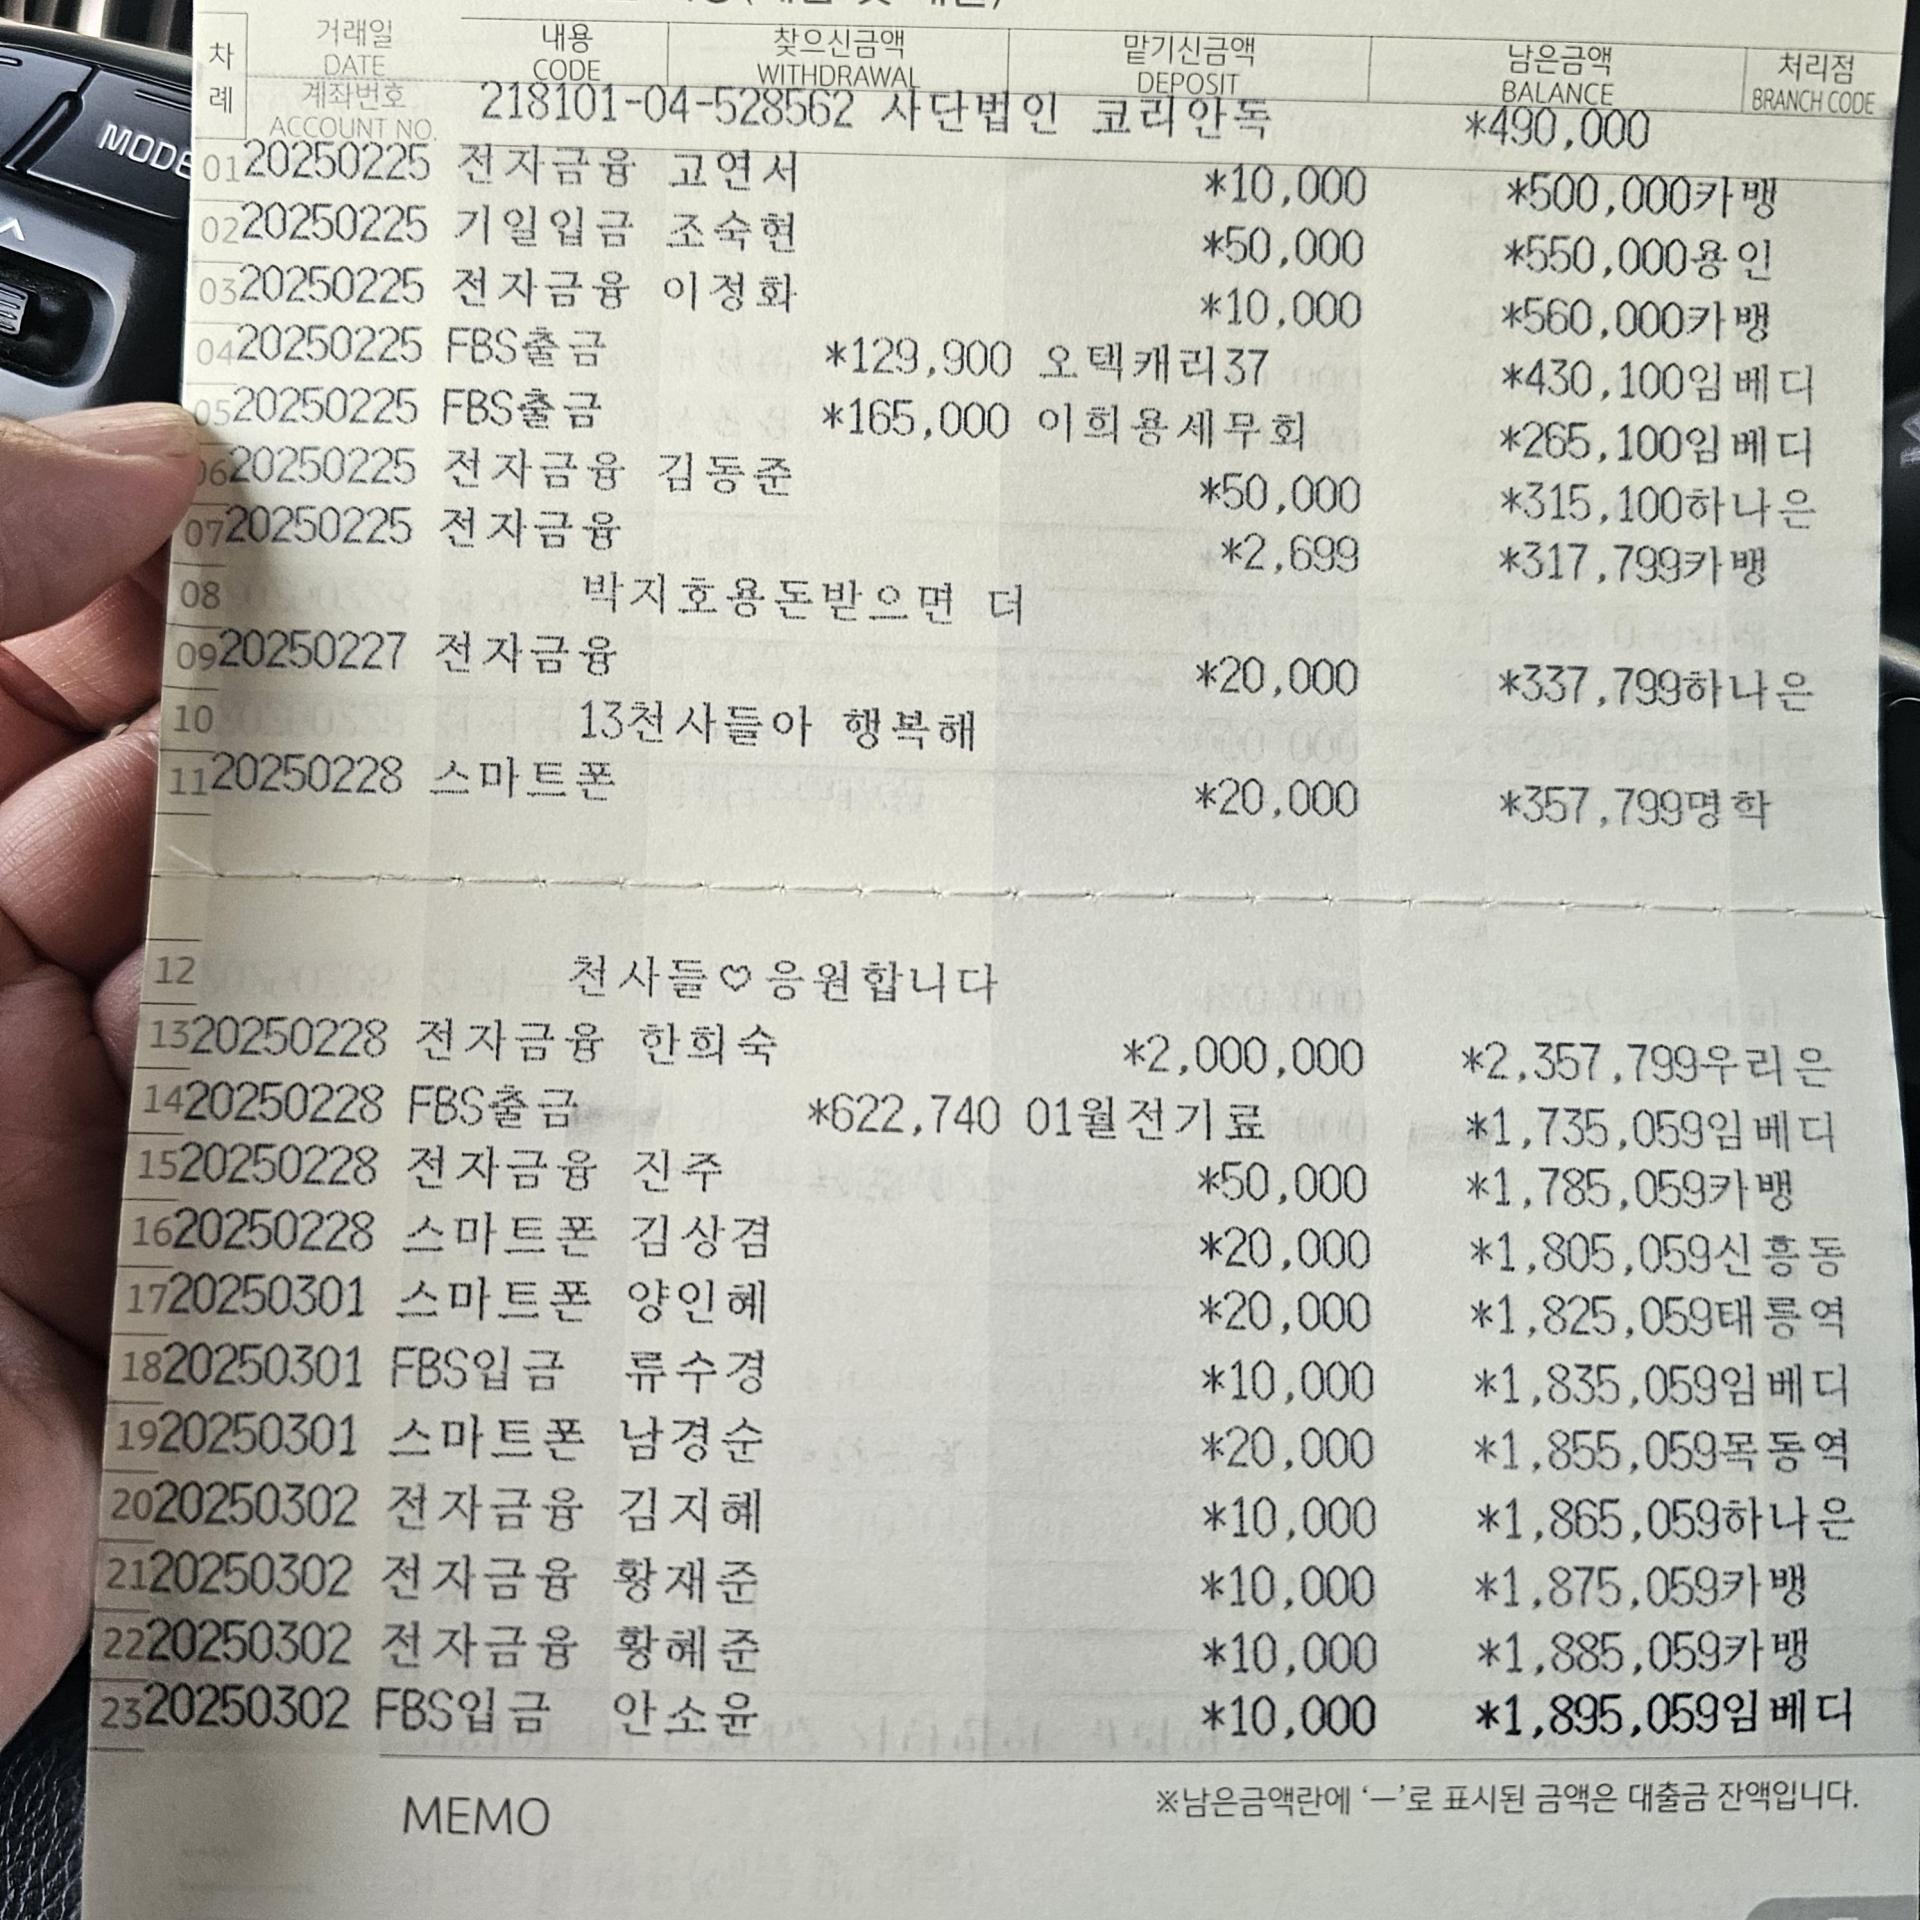 차례 거래일 DATE 내용 CODE 찾으신금액 WITHDRAWAL 맡기신금액 DEPOSIT 남은금액 BALANCE 처리점 BRANCH CODE
계좌번호 ACCOUNT NO. 218101-04-528562 사단법인 코리안독 *490,000
01 20250225 전자금융 고연서 *10,000 *500,000카뱅
02 20250225 기일입금 조숙현 *50,000 *550,000용인
03 20250225 전자금융 이정화 *10,000 *560,000카뱅
04 20250225 FBS출금 *129,900 오텍캐리37 *430,100임베디
05 20250225 FBS출금 *165,000 이희용세무회 *265,100임베디
06 20250225 전자금융 김동준 *50,000 *315,100하나은
07 20250225 전자금융 *2,699 *317,799카뱅
08 박지호용돈받으면 더
09 20250227 전자금융 *20,000 *337,799하나은
10 13천사들아 행복해
11 20250228 스마트폰 *20,000 *357,799명학
12 천사들♡응원합니다
13 20250228 전자금융 한희숙 *2,000,000 *2,357,799우리은
14 20250228 FBS출금 *622,740 01월전기료 *1,735,059임베디
15 20250228 전자금융 진주 *50,000 *1,785,059카뱅
16 20250228 스마트폰 김상겸 *20,000 *1,805,059신흥동
17 20250301 스마트폰 양인혜 *20,000 *1,825,059태릉역
18 20250301 FBS입금 류수경 *10,000 *1,835,059임베디
19 20250301 스마트폰 남경순 *20,000 *1,855,059목동역
20 20250302 전자금융 김지혜 *10,000 *1,865,059하나은
21 20250302 전자금융 황재준 *10,000 *1,875,059카뱅
22 20250302 전자금융 황혜준 *10,000 *1,885,059카뱅
23 20250302 FBS입금 안소윤 *10,000 *1,895,059임베디
MEMO
※남은금액란에 ‘－’로 표시된 금액은 대출금 잔액입니다.
MODE